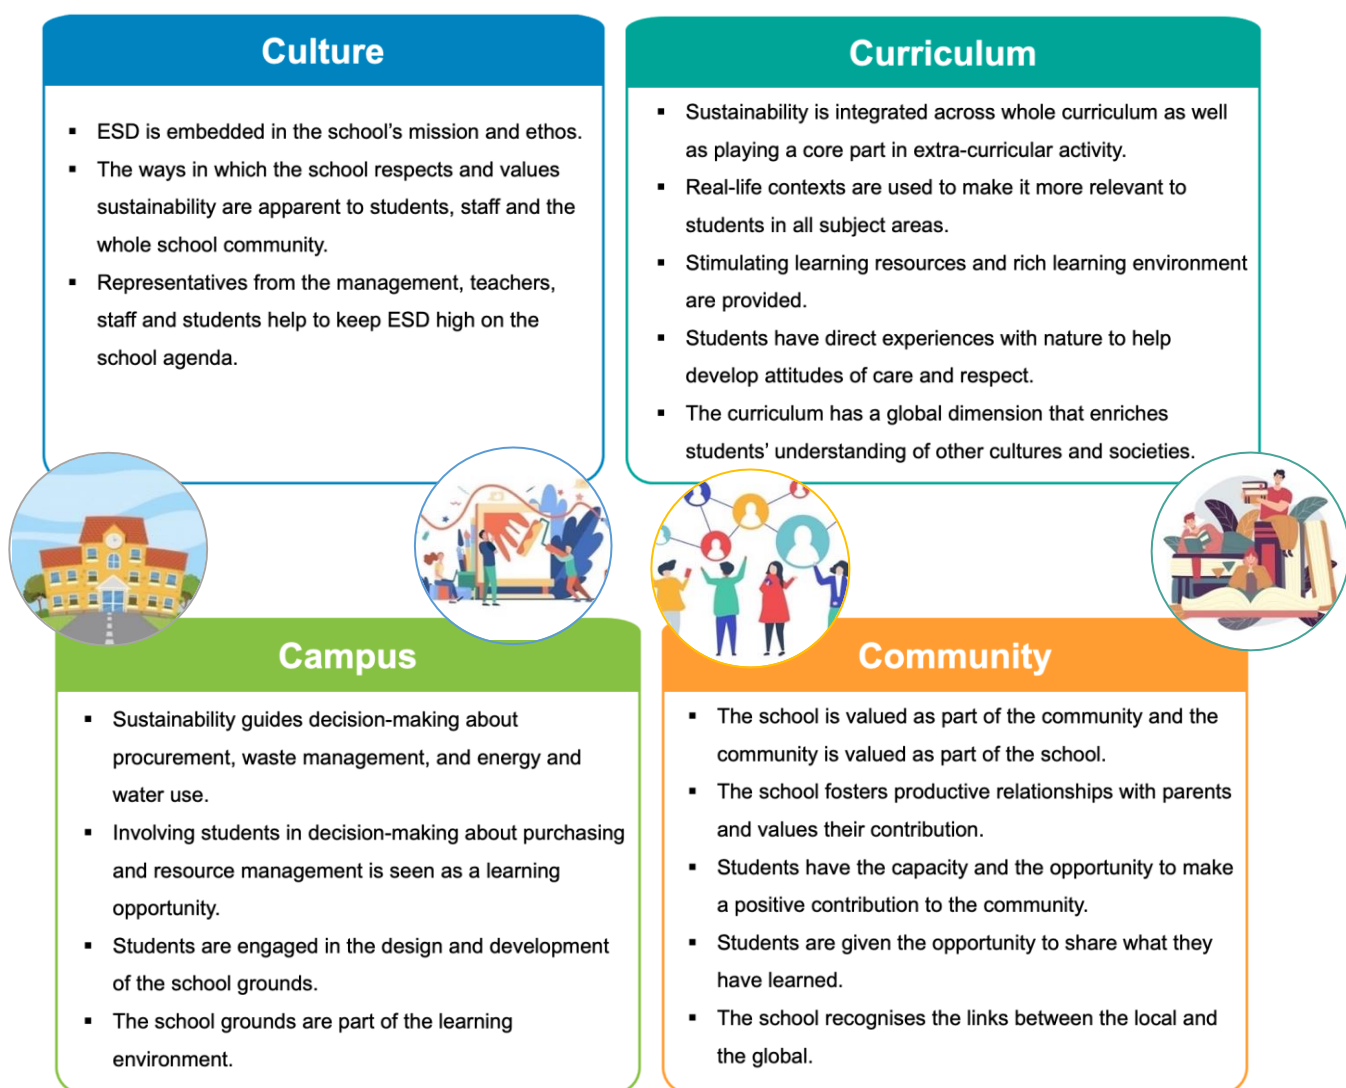 Culture
▪ ESD is embedded in the school's mission and ethos.
▪ The ways in which the school respects and values
sustainability are apparent to students, staff and the
whole school community.
▪ Representatives from the management, teachers,
staff and students help to keep ESD high on the
school agenda.
Curriculum
▪ Sustainability is integrated across whole curriculum as well
as playing a core part in extra-curricular activity.
▪ Real-life contexts are used to make it more relevant to
students in all subject areas.
▪ Stimulating learning resources and rich learning environment
are provided.
▪ Students have direct experiences with nature to help
develop attitudes of care and respect.
▪ The curriculum has a global dimension that enriches
students' understanding of other cultures and societies.
Campus
▪ Sustainability guides decision-making about
procurement, waste management, and energy and
water use.
▪ Involving students in decision-making about purchasing
and resource management is seen as a learning
opportunity.
▪ Students are engaged in the design and development
of the school grounds.
▪ The school grounds are part of the learning
environment.
Community
▪ The school is valued as part of the community and the
community is valued as part of the school.
▪ The school fosters productive relationships with parents
and values their contribution.
▪ Students have the capacity and the opportunity to make
a positive contribution to the community.
▪ Students are given the opportunity to share what they
have learned.
▪ The school recognises the links between the local and
the global.